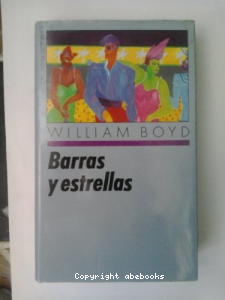 WILLIAM BOYD
Barras
y estrellas
Copyright abebooks